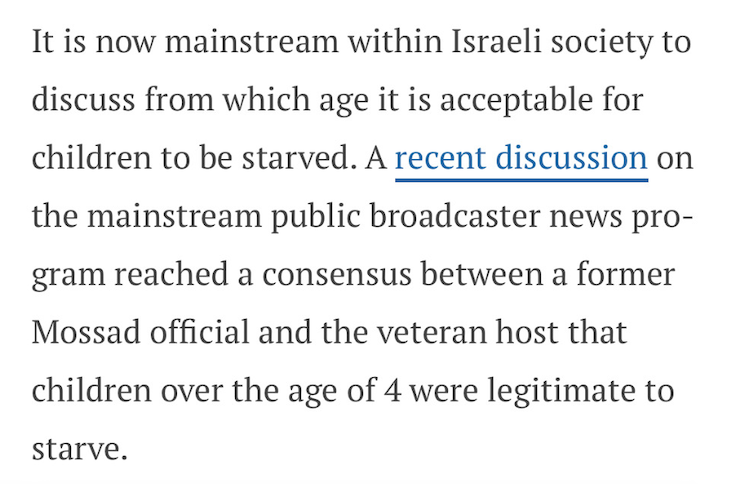 It is now mainstream within Israeli society to
discuss from which age it is acceptable for
children to be starved. A recent discussion on
the mainstream public broadcaster news pro-
gram reached a consensus between a former
Mossad official and the veteran host that
children over the age of 4 were legitimate to
starve.